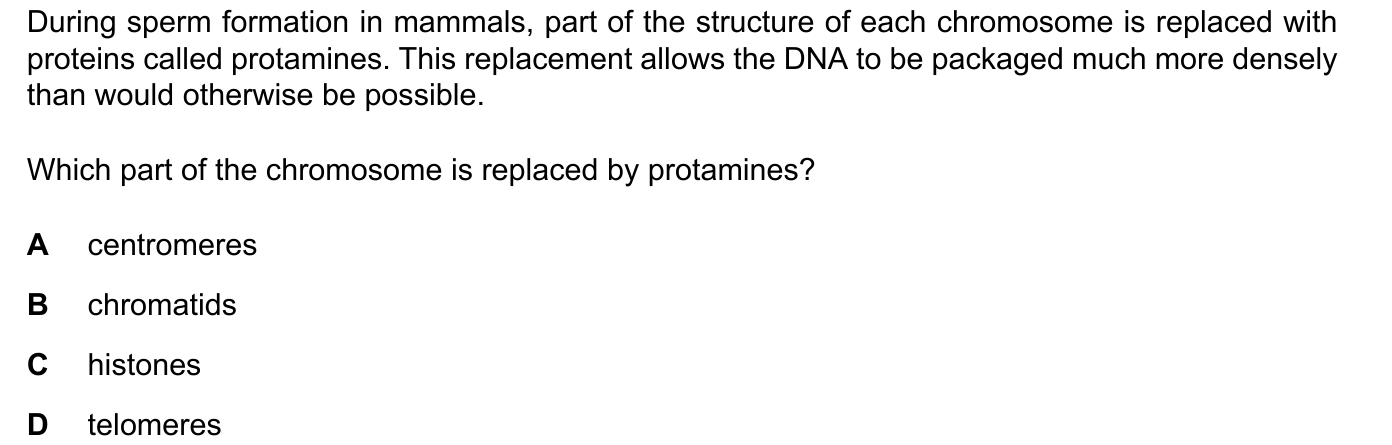 During sperm formation in mammals, part of the structure of each chromosome is replaced with
proteins called protamines. This replacement allows the DNA to be packaged much more densely
than would otherwise be possible.
Which part of the chromosome is replaced by protamines?
A centromeres
B chromatids
C histones
D telomeres